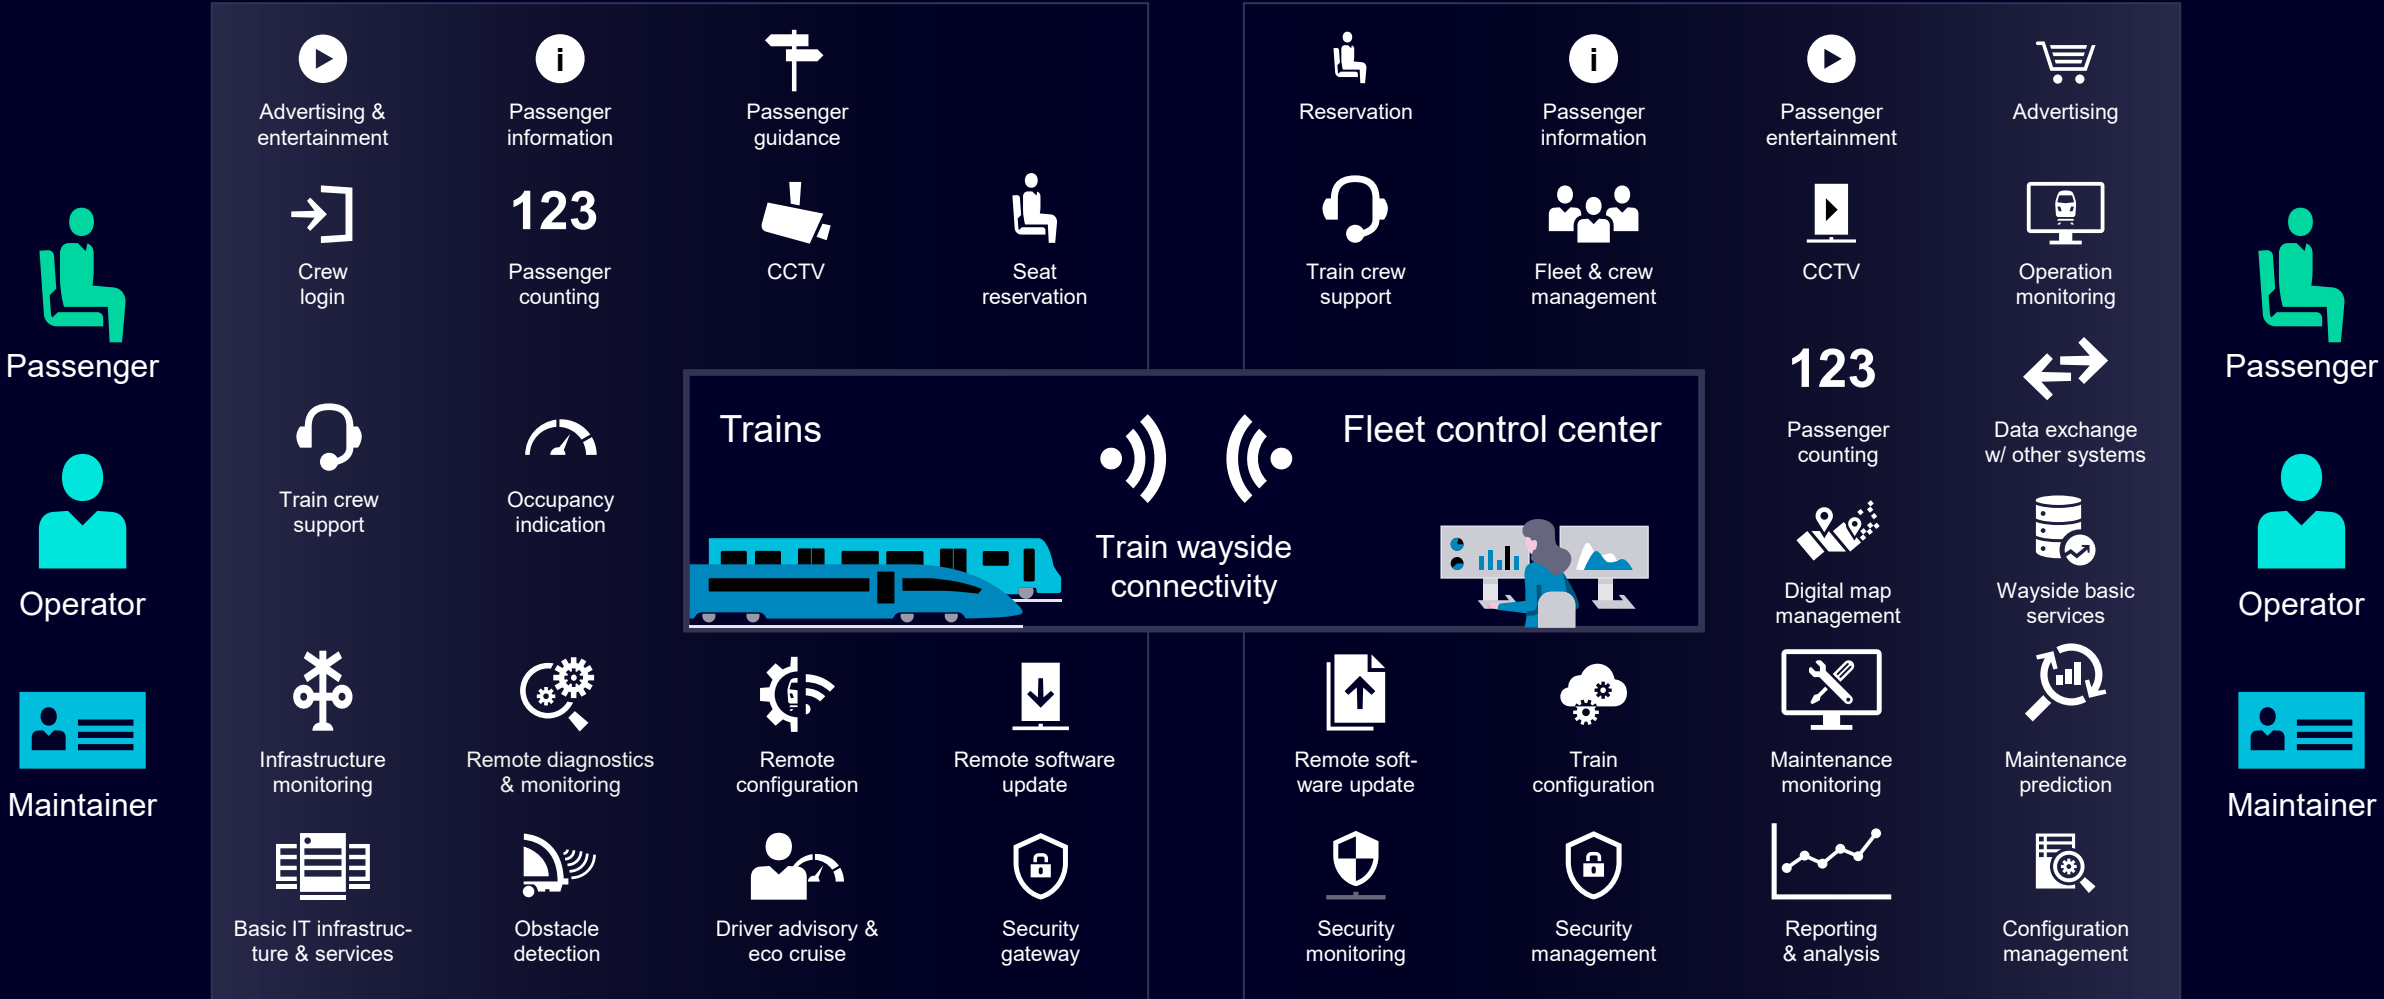 Advertising &
entertainment
Passenger
information
Passenger
guidance
Crew
login
123
Passenger
counting
CCTV
Seat
reservation
Train crew
support
Occupancy
indication
Infrastructure
monitoring
Remote diagnostics
& monitoring
Remote
configuration
Remote software
update
Basic IT infrastruc-
ture & services
Obstacle
detection
Driver advisory &
eco cruise
Security
gateway
Passenger
Operator
Maintainer
Trains
Train wayside
connectivity
Fleet control center
i
i
Reservation
Passenger
information
Passenger
entertainment
Advertising
Train crew
support
Fleet & crew
management
CCTV
Operation
monitoring
123
Passenger
counting
Data exchange
w/ other systems
Digital map
management
Wayside basic
services
Remote soft-
ware update
Train
configuration
Maintenance
monitoring
Maintenance
prediction
Security
monitoring
Security
management
Reporting
& analysis
Configuration
management
Passenger
Operator
Maintainer